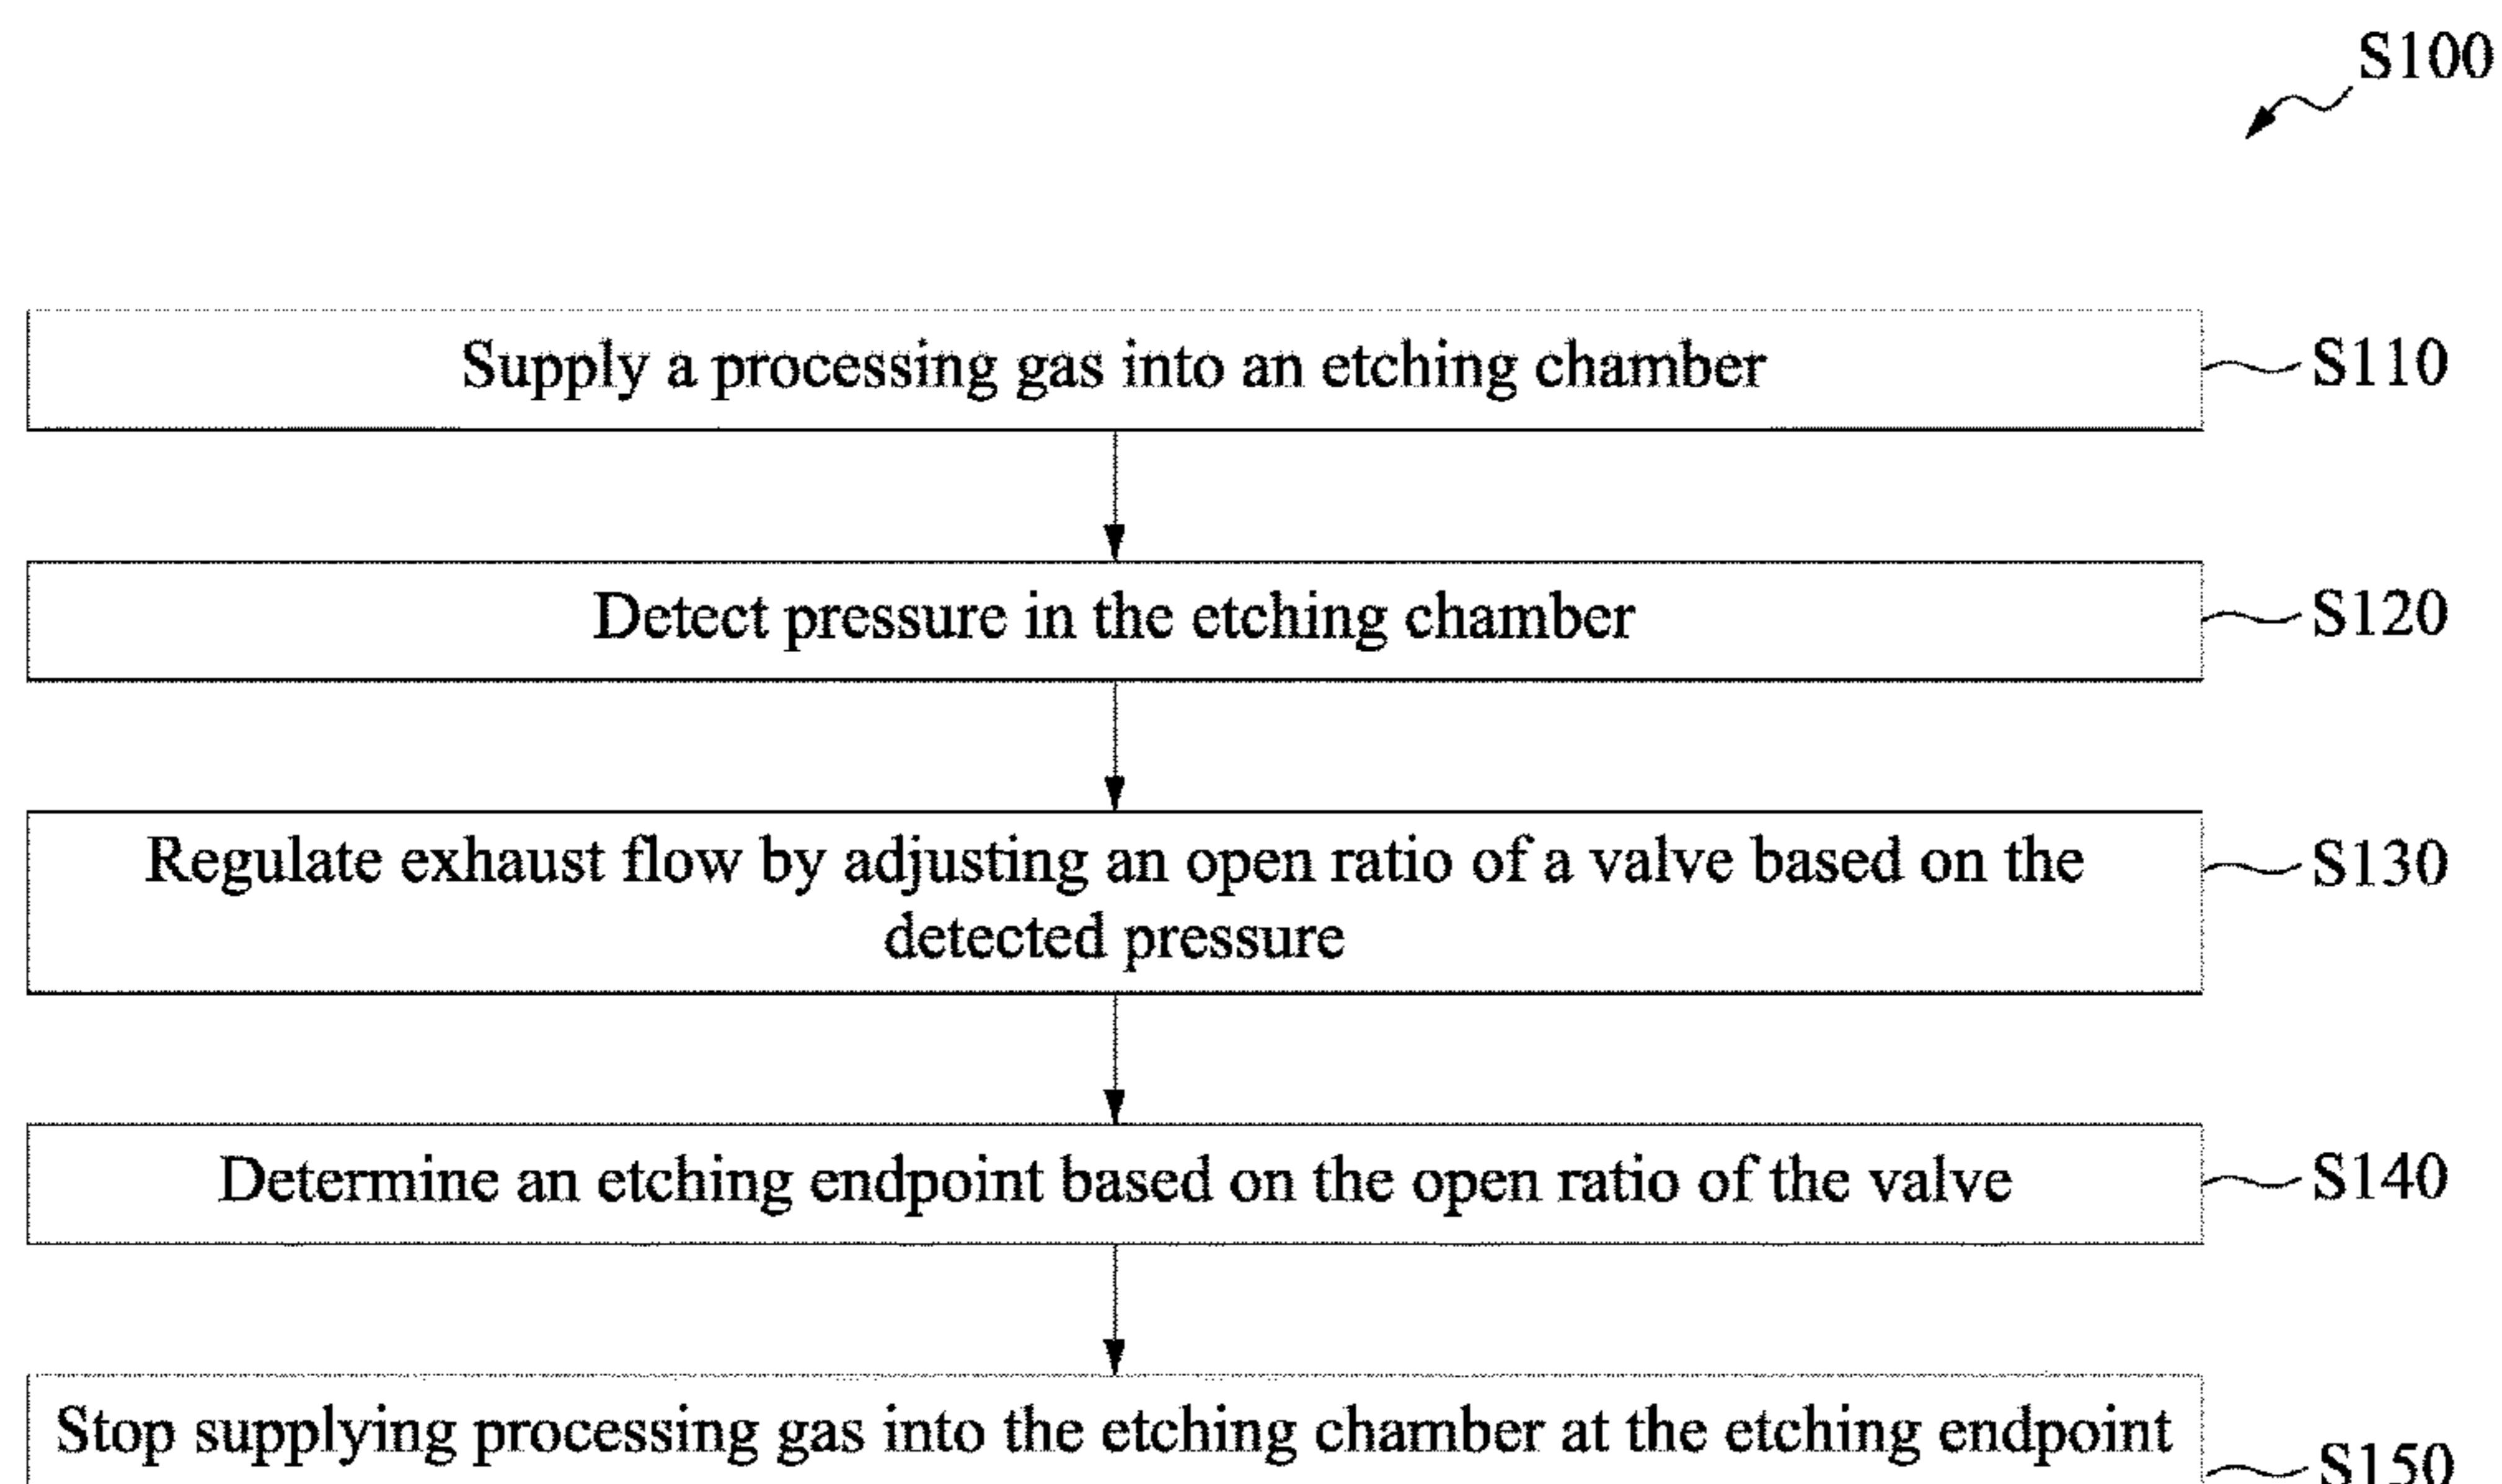 S100
Supply a processing gas into an etching chamber
S110
Detect pressure in the etching chamber
S120
Regulate exhaust flow by adjusting an open ratio of a valve based on the
detected pressure
S130
Determine an etching endpoint based on the open ratio of the valve
S140
Stop supplying processing gas into the etching chamber at the etching endpoint
S150